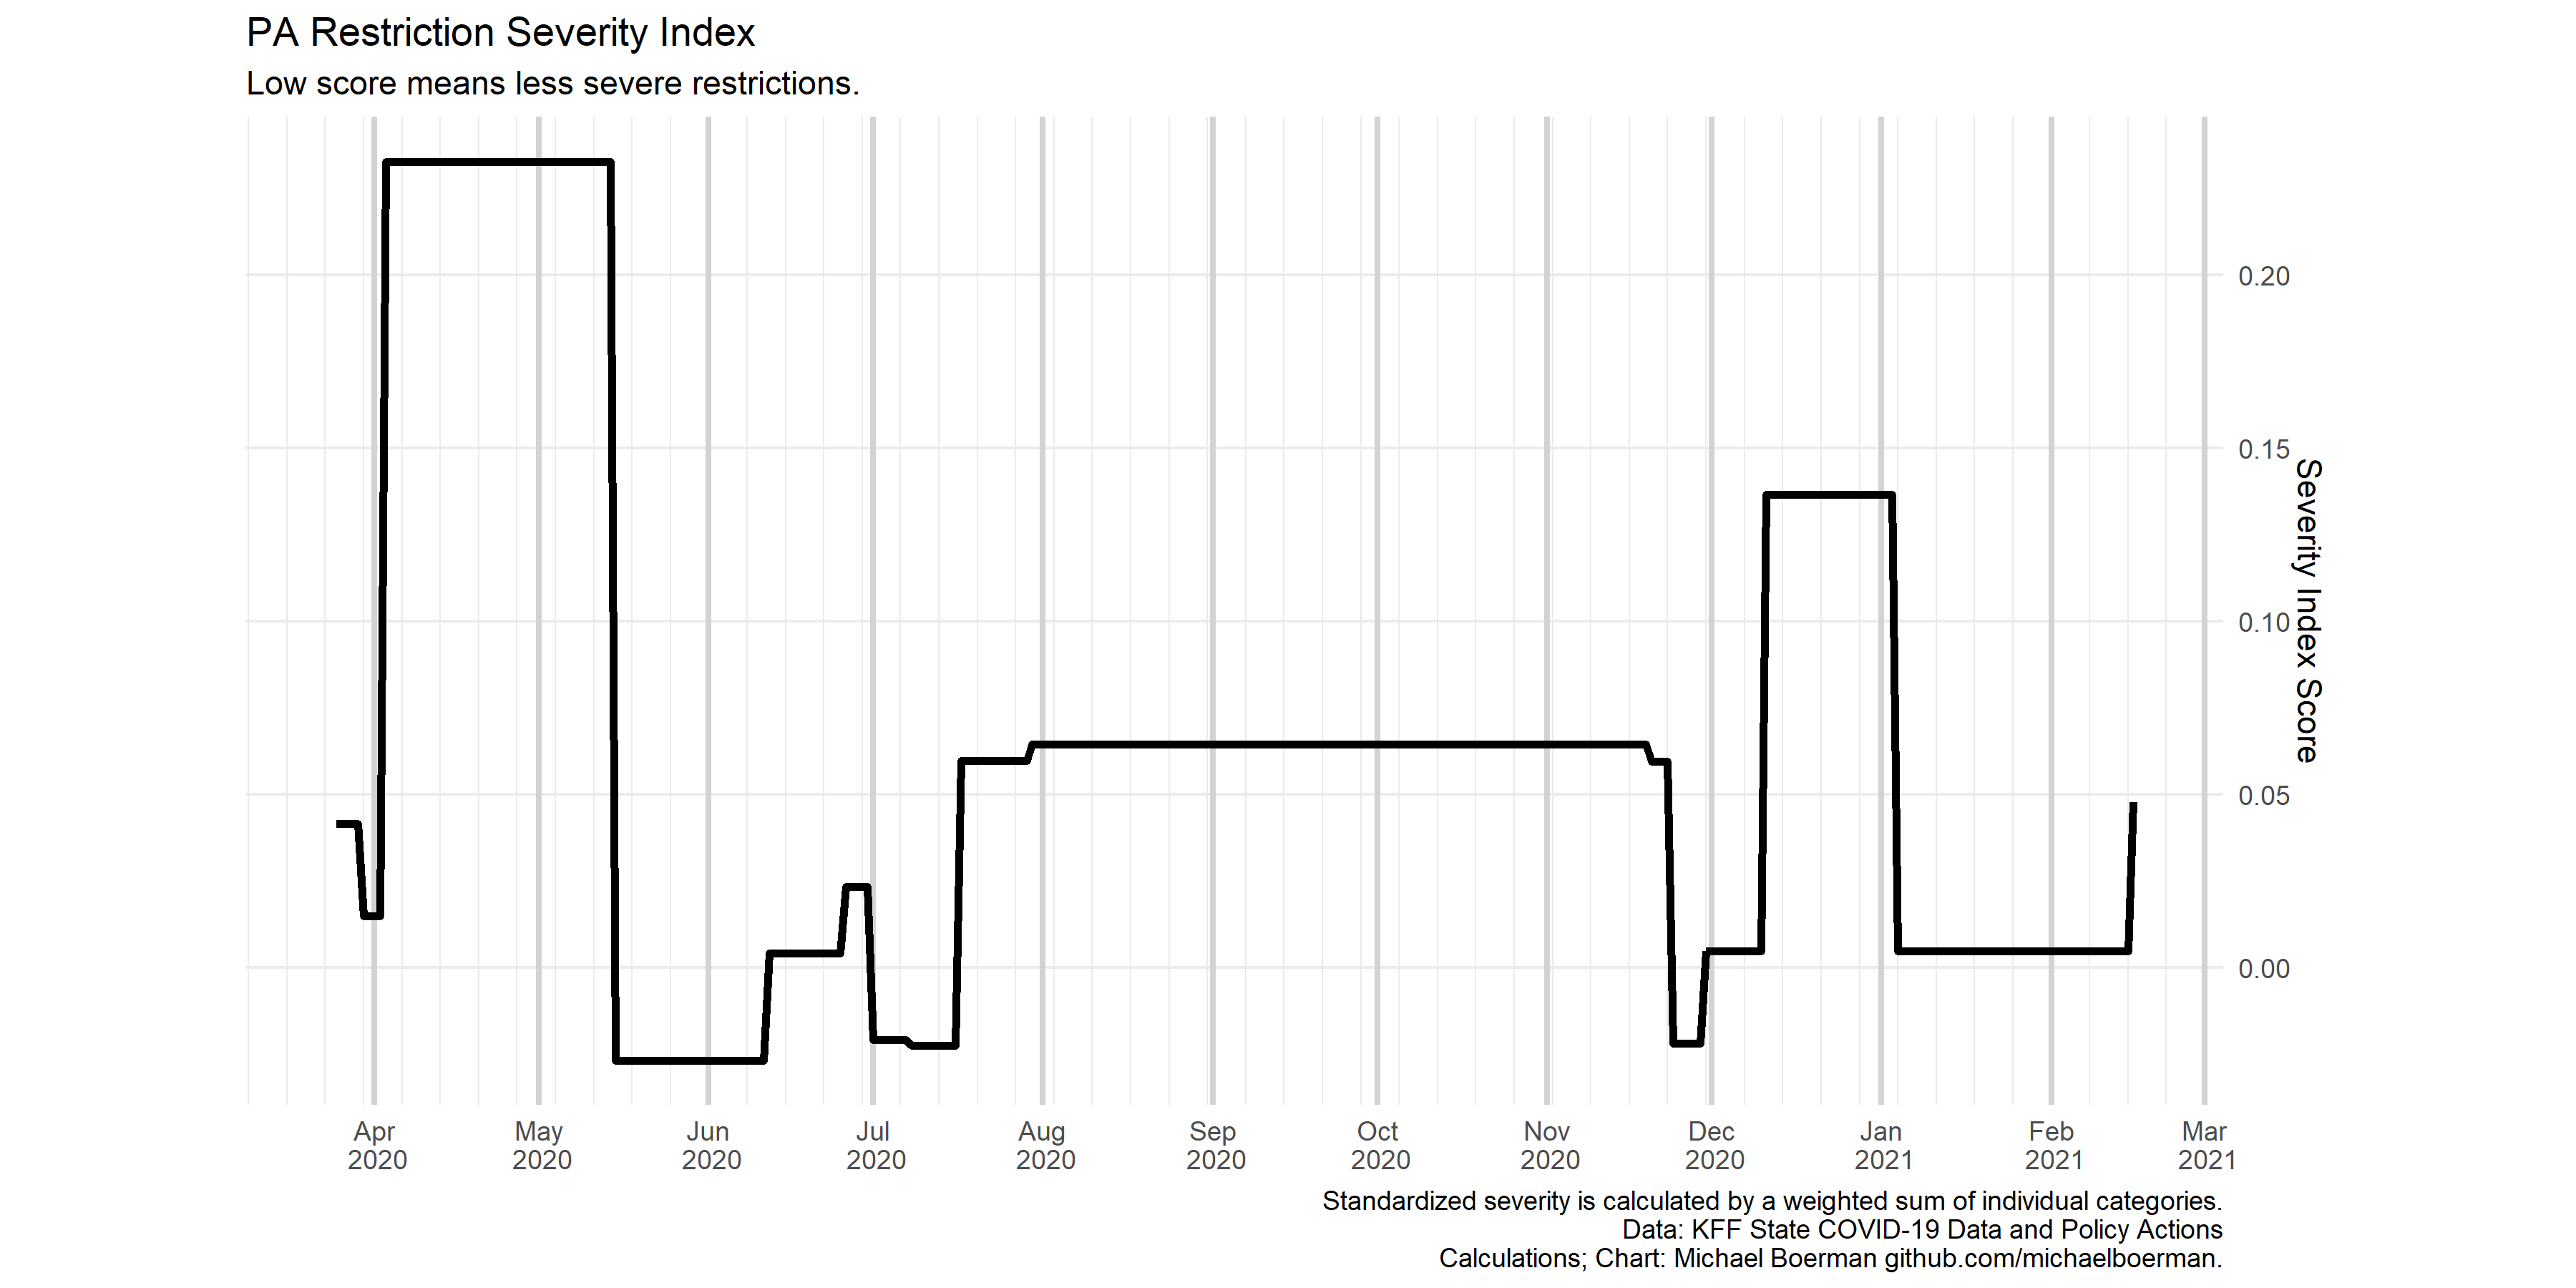 PA Restriction Severity Index
Low score means less severe restrictions.
0.20
0.15
0.10
0.05
0.00
Severity Index Score
Apr May Jun Jul Aug Sep Oct Nov Dec Jan Feb Mar
2020 2020 2020 2020 2020 2020 2020 2020 2020 2021 2021 2021
Standardized severity is calculated by a weighted sum of individual categories.
Data: KFF State COVID-19 Data and Policy Actions
Calculations; Chart: Michael Boerman github.com/michaelboerman.